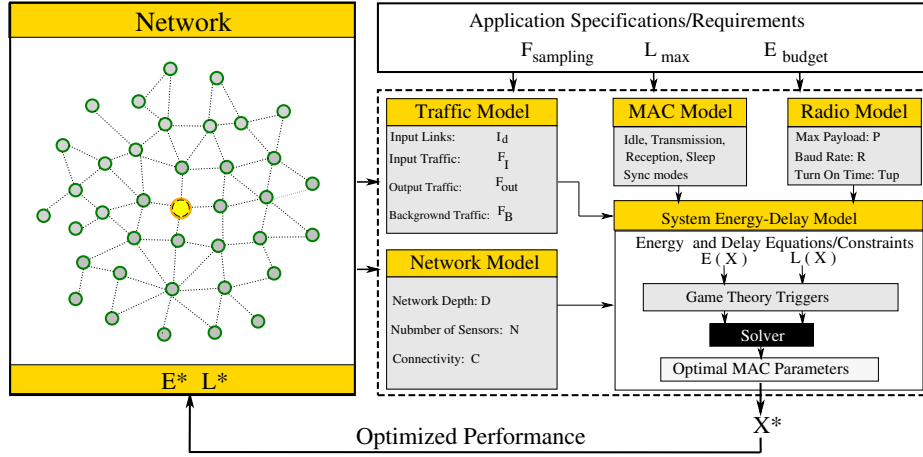 Network
E* L*
Application Specifications/Requirements
F sampling L max E budget
Traffic Model
Input Links: I d
Input Traffic: F I
Output Traffic: F out
Backgrownd Traffic: F B
MAC Model
Idle, Transmission,
Reception, Sleep
Sync modes
Radio Model
Max Payload: P
Baud Rate: R
Turn On Time: Tup
Network Model
Network Depth: D
Nubmber of Sensors: N
Connectivity: C
System Energy-Delay Model
Energy and Delay Equations/Constraints
E ( X ) L ( X )
Game Theory Triggers
Solver
Optimal MAC Parameters
X*
Optimized Performance